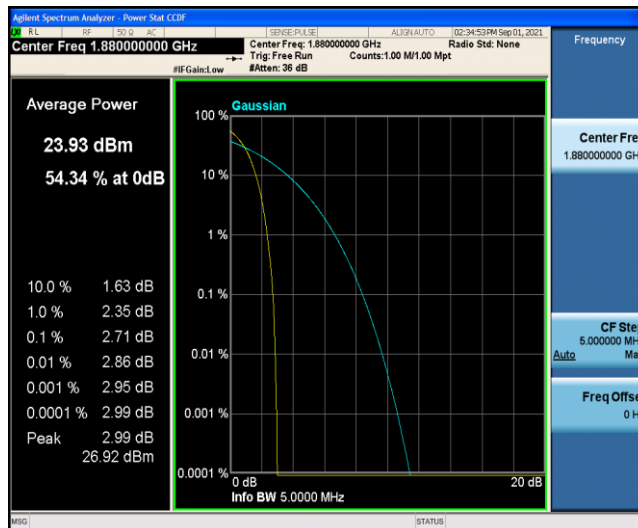 Agilent Spectrum Analyzer - Power Stat CCDF
RL RF 50 Ω AC SENSE:PULSE ALIGN AUTO 02:34:53PM Sep 01, 2021
Center Freq 1.880000000 GHz Center Freq: 1.880000000 GHz Radio Std: None
Trig: Free Run Counts:1.00 M/1.00 Mpt
#IFGain:Low #Atten: 36 dB
Frequency
Average Power
23.93 dBm
54.34 % at 0dB
10.0 % 1.63 dB
1.0 % 2.35 dB
0.1 % 2.71 dB
0.01 % 2.86 dB
0.001 % 2.95 dB
0.0001 % 2.99 dB
Peak 2.99 dB
26.92 dBm
Gaussian
100 %
10 %
1 %
0.1 %
0.01 %
0.001 %
0.0001 %
0 dB 20 dB
Info BW 5.0000 MHz
Center Fre
1.880000000 GH
CF Ste
5.000000 MH
Auto Ma
Freq Offse
0 H
MSG STATUS